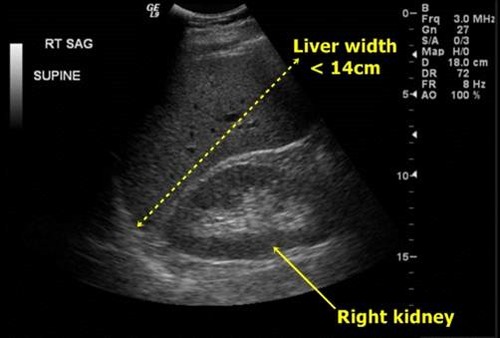 GE
L9
RT SAG
SUPINE
Liver width
< 14cm
Right kidney
0
5
10
15
B
Frq 3.0 MHz
Gn 27
S/A 0/3
Map H/0
D 18.0 cm
DR 72
FR 8 Hz
AO 100 %